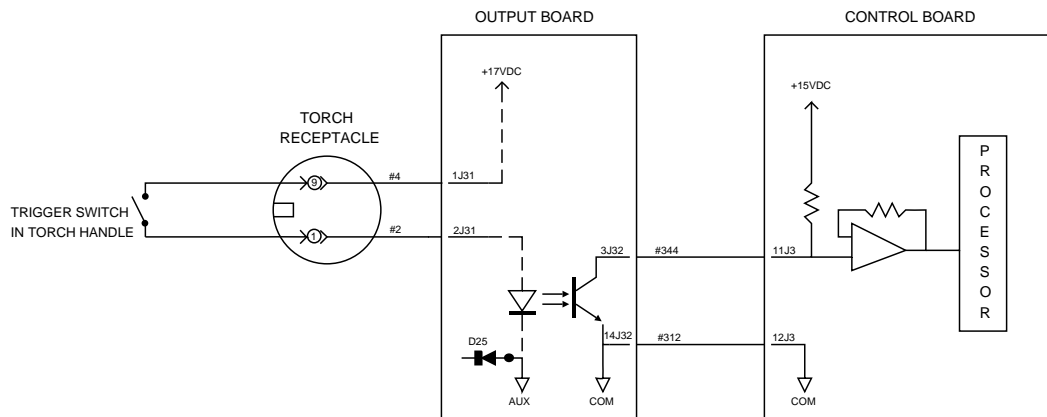 OUTPUT BOARD
CONTROL BOARD
+17VDC
+15VDC
TORCH
RECEPTACLE
PROCESSOR
9
#4
1J31
TRIGGER SWITCH
IN TORCH HANDLE
1
#2
2J31
3J32
#344
11J3
D25
14J32
#312
12J3
AUX
COM
COM